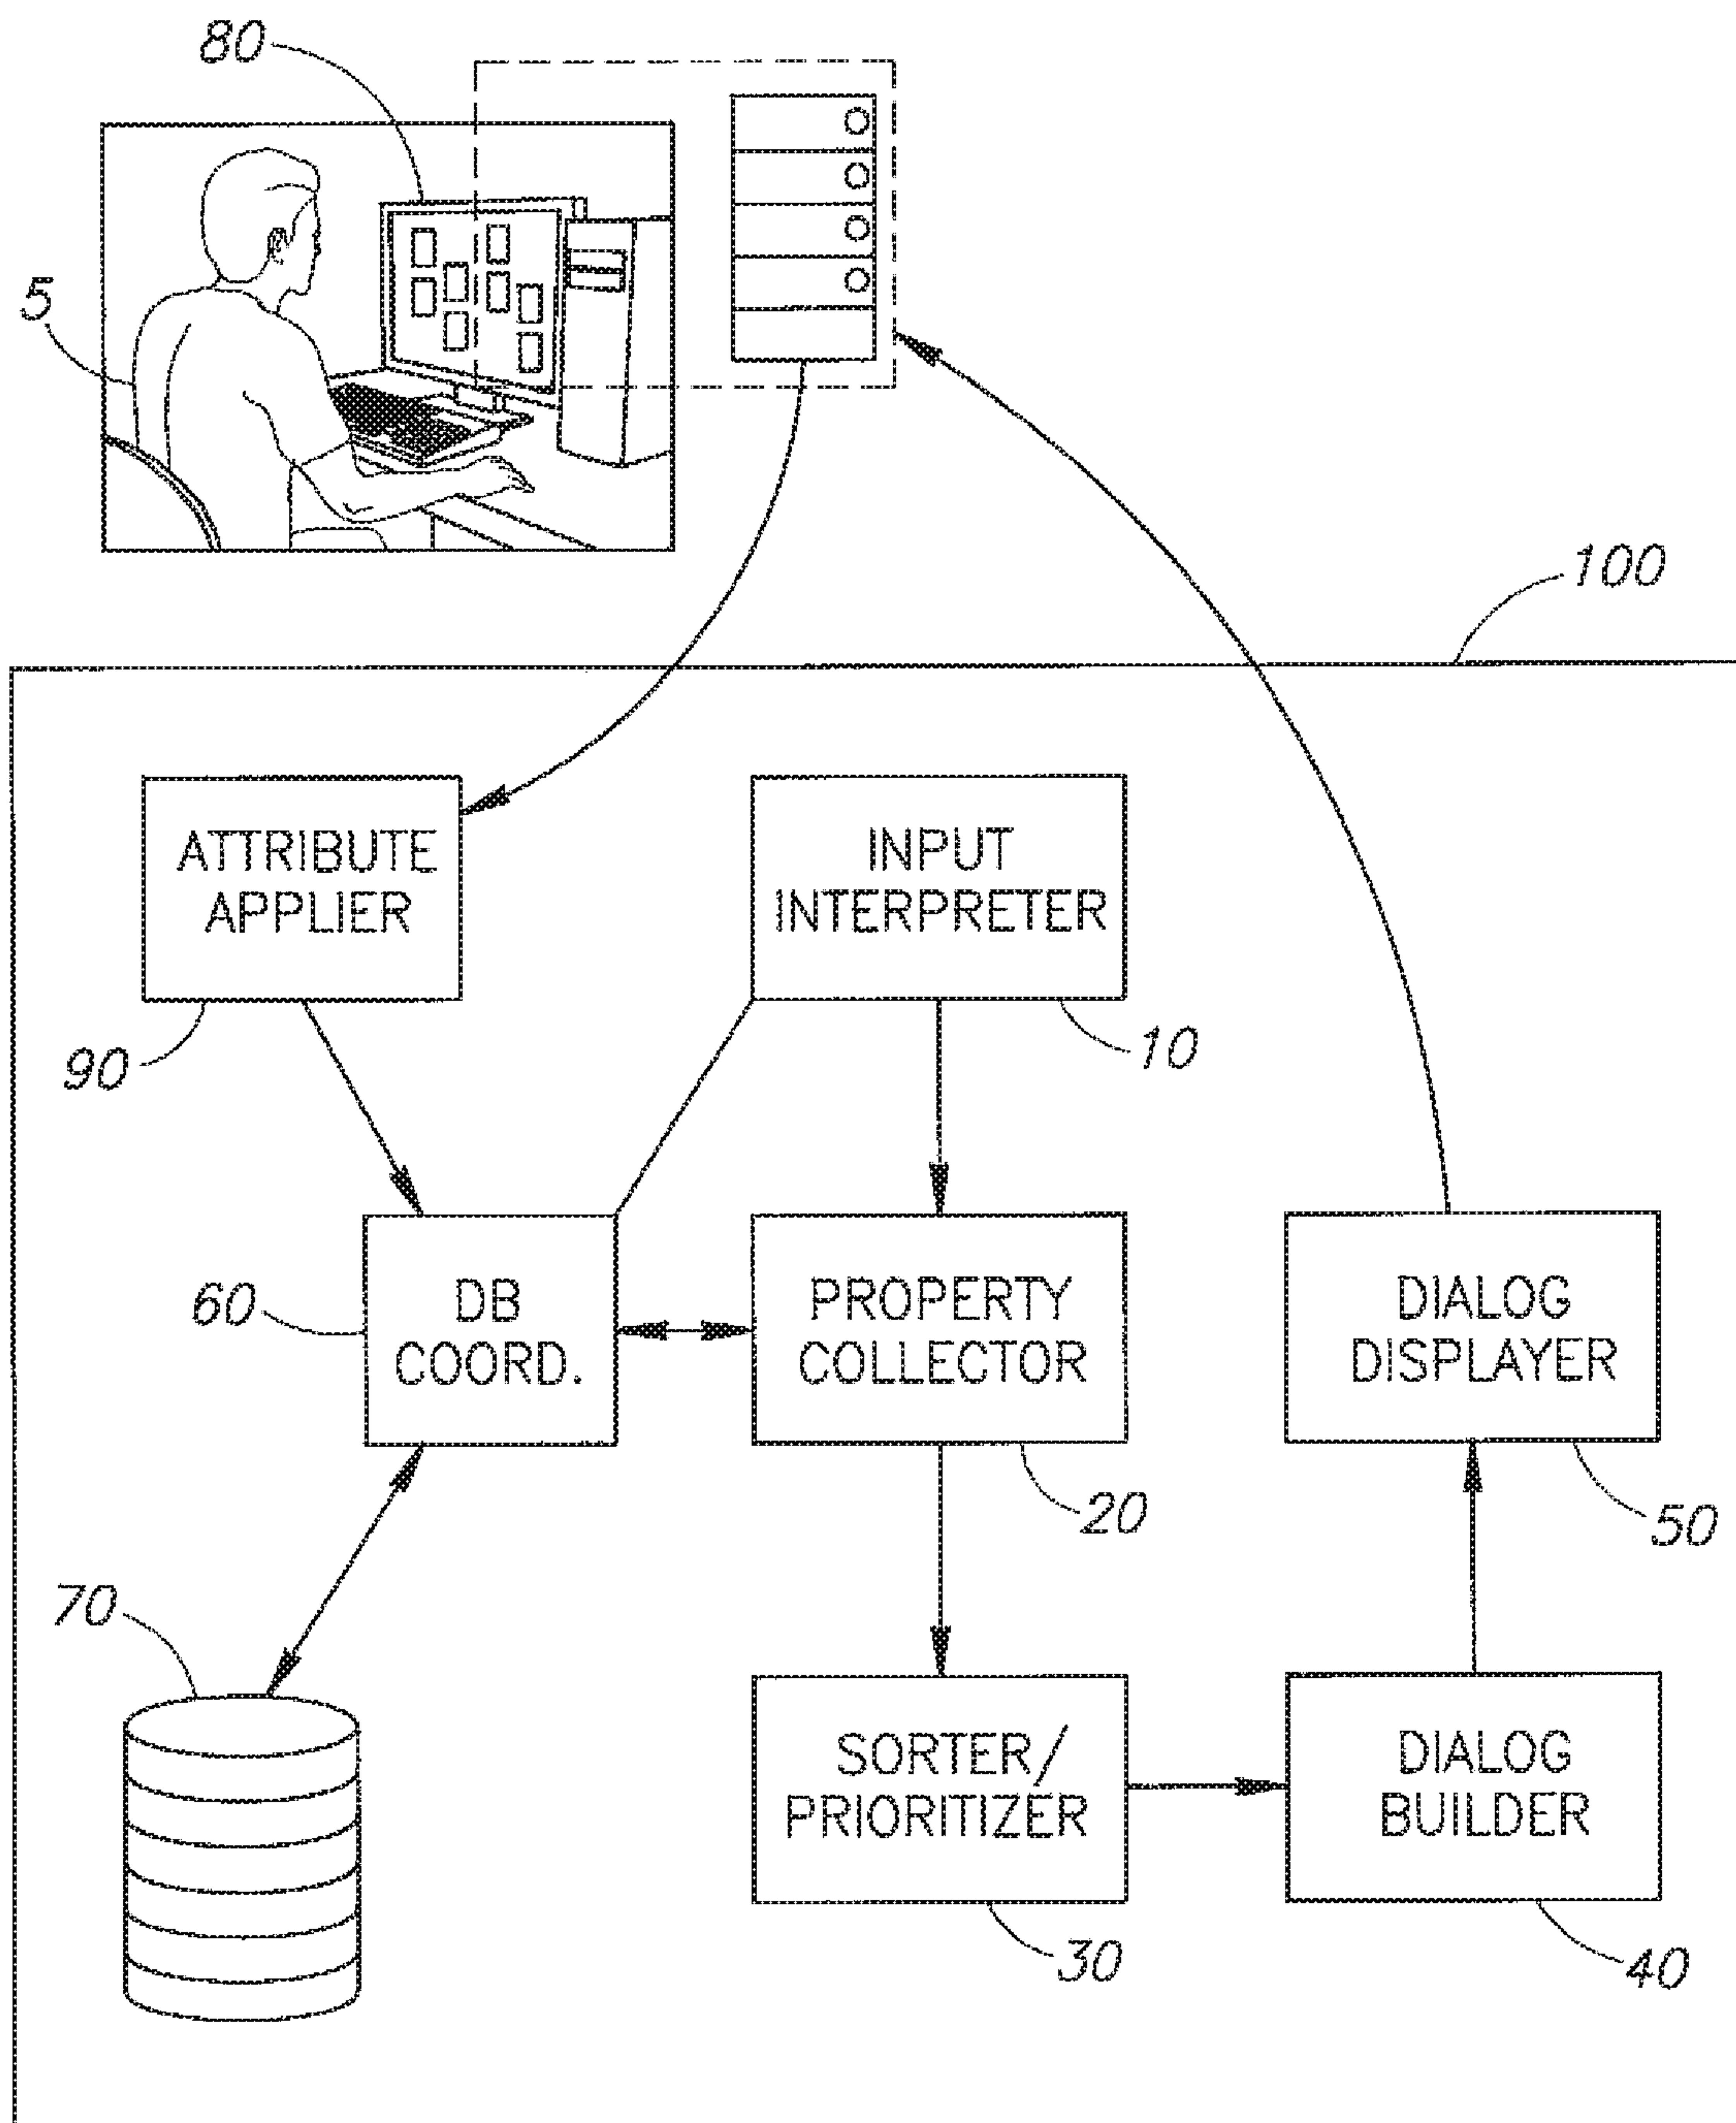 80
5
100
ATTRIBUTE
APPLIER
INPUT
INTERPRETER
90
10
DB
COORD.
PROPERTY
COLLECTOR
DIALOG
DISPLAYER
60
20
50
70
SORTER/
PRIORITIZER
DIALOG
BUILDER
30
40